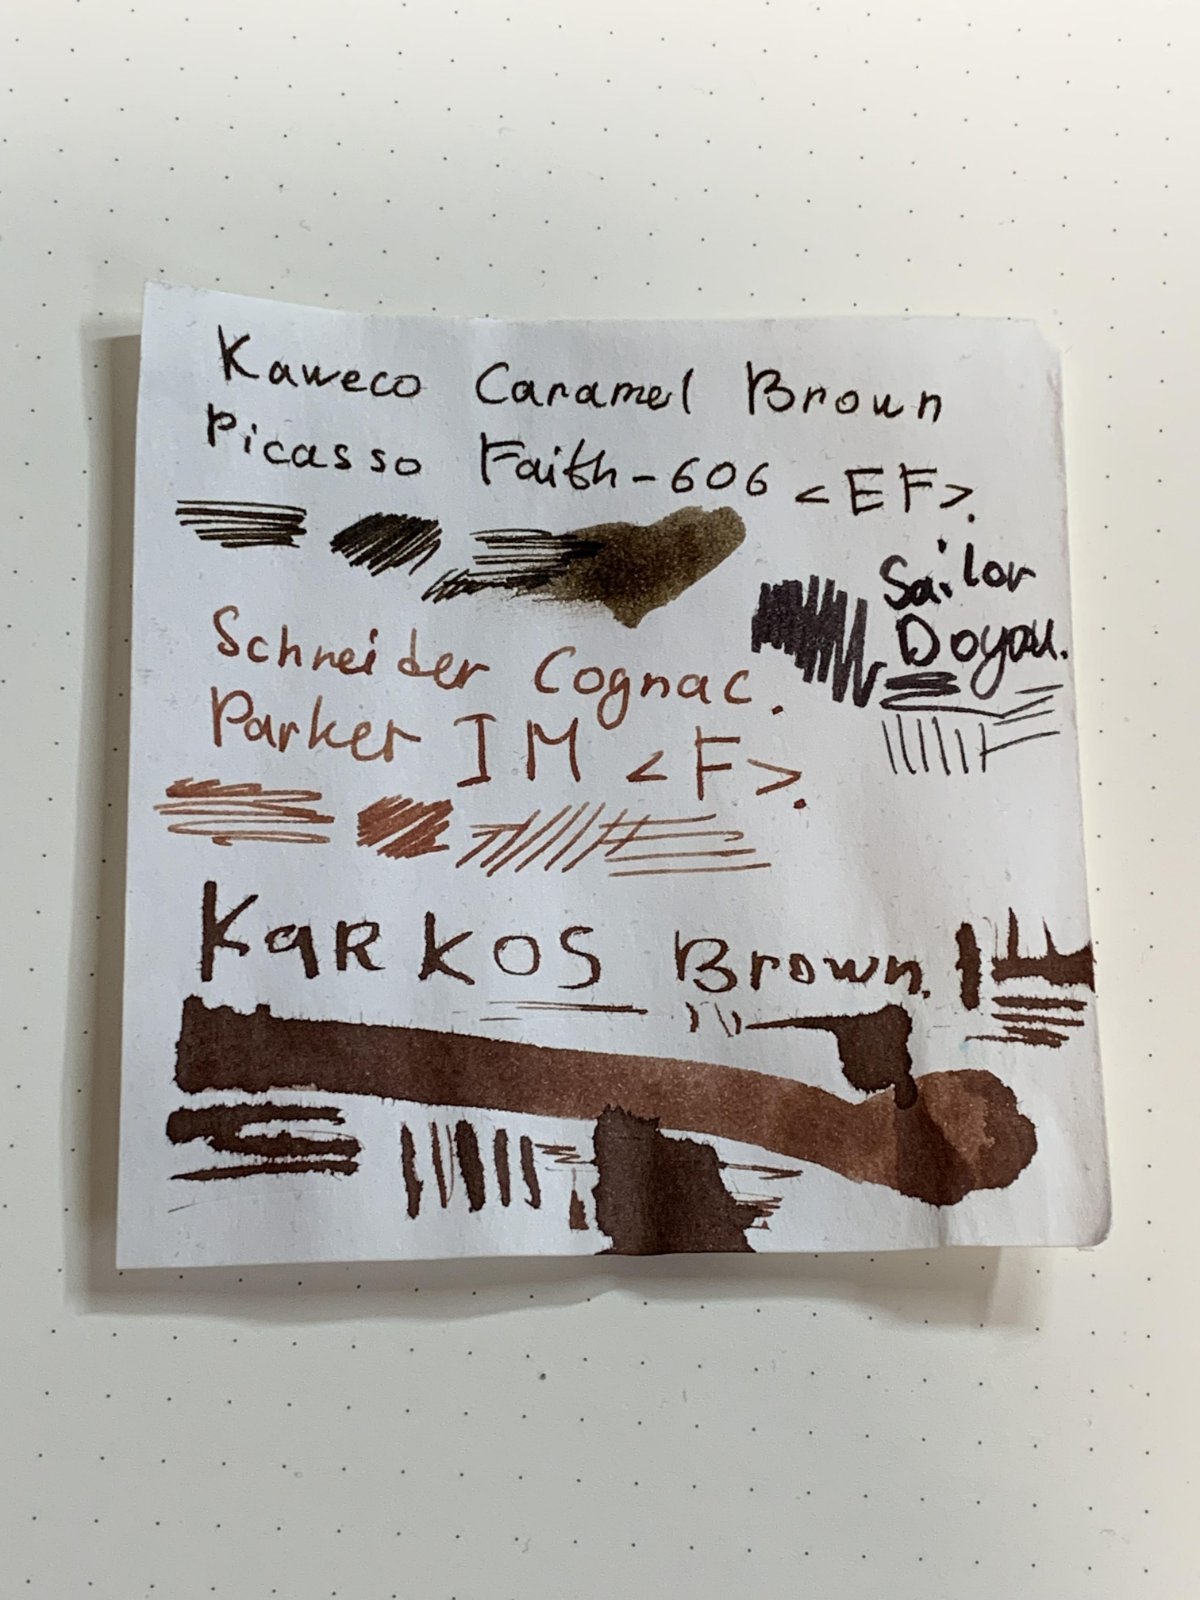 Kaweco Caramel Brown
Picasso Faith-606 <EF>.
Sailor
Doyou.
Schneider Cognac.
Parker IM <F>.
KaRKOS Brown.